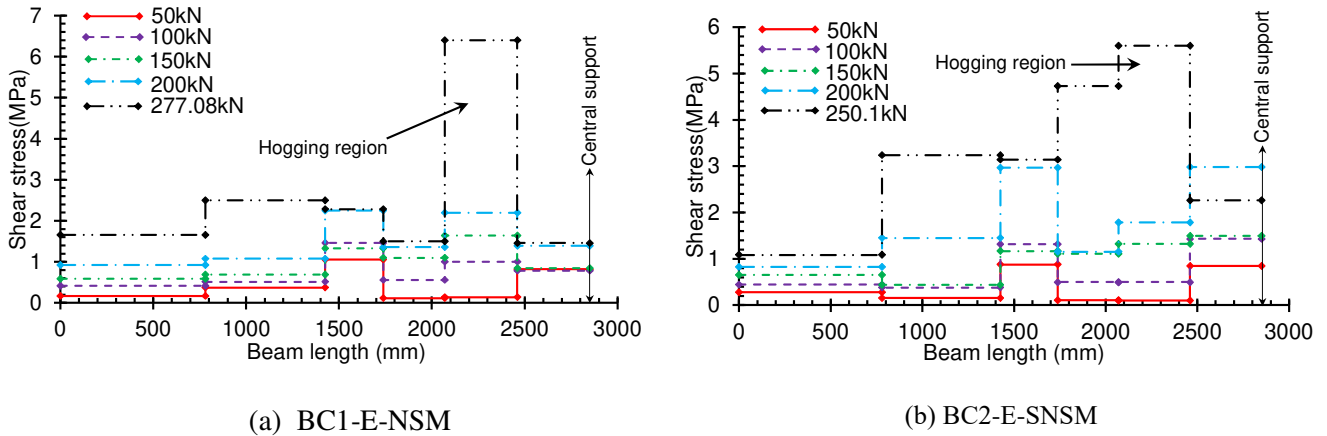 7
6
5
4
3
2
1
0
Shear stress(MPa)
50kN
100kN
150kN
200kN
277.08kN
Hogging region
Central support
0 500 1000 1500 2000 2500 3000
Beam length (mm)
(a) BC1-E-NSM
6
5
4
3
2
1
0
Shear stress(MPa)
50kN
100kN
150kN
200kN
250.1kN
Hogging region
Central support
0 500 1000 1500 2000 2500 3000
Beam length (mm)
(b) BC2-E-SNSM